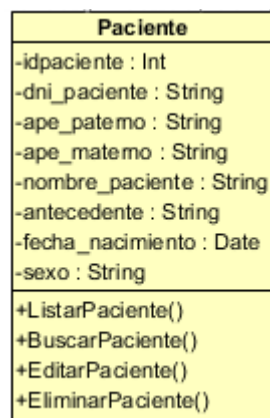 Paciente
-idpaciente : Int
-dni_paciente : String
-ape_paterno : String
-ape_materno : String
-nombre_paciente : String
-antecedente : String
-fecha_nacimiento : Date
-sexo : String
+ListarPaciente()
+BuscarPaciente()
+EditarPaciente()
+EliminarPaciente()